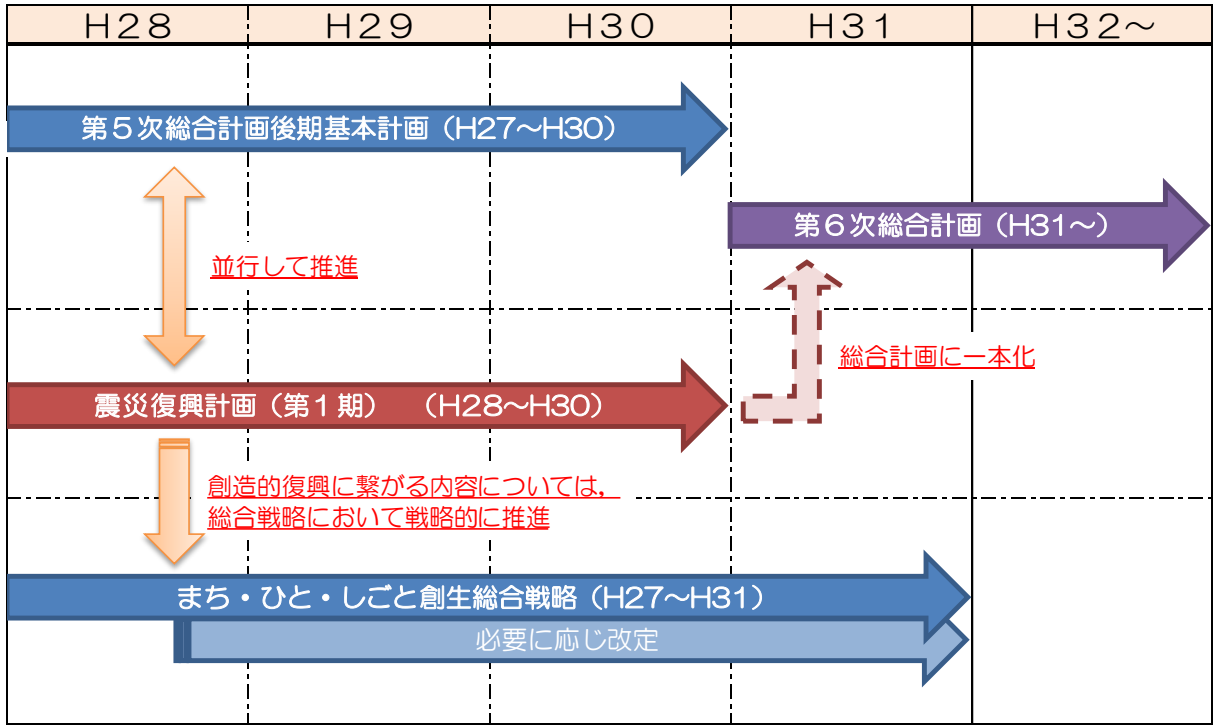 H28 H29 H30 H31 H32～
第5次総合計画後期基本計画（H27～H30）
第6次総合計画（H31～）
並行して推進
総合計画に一本化
震災復興計画（第1期）　（H28～H30）
創造的復興に繋がる内容については，
総合戦略において戦略的に推進
まち・ひと・しごと創生総合戦略（H27～H31）
必要に応じ改定